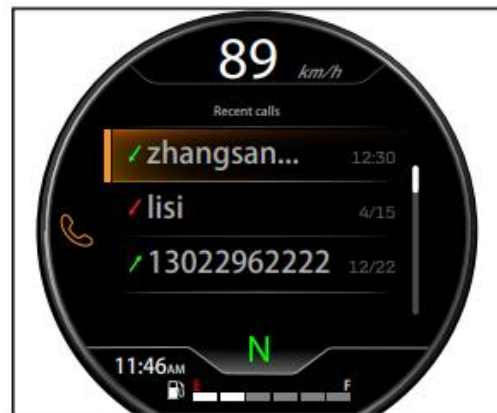 89 km/h
Recent calls
zhangsan... 12:30
lisi 4/15
13022962222 12/22
N
11:46AM
E F